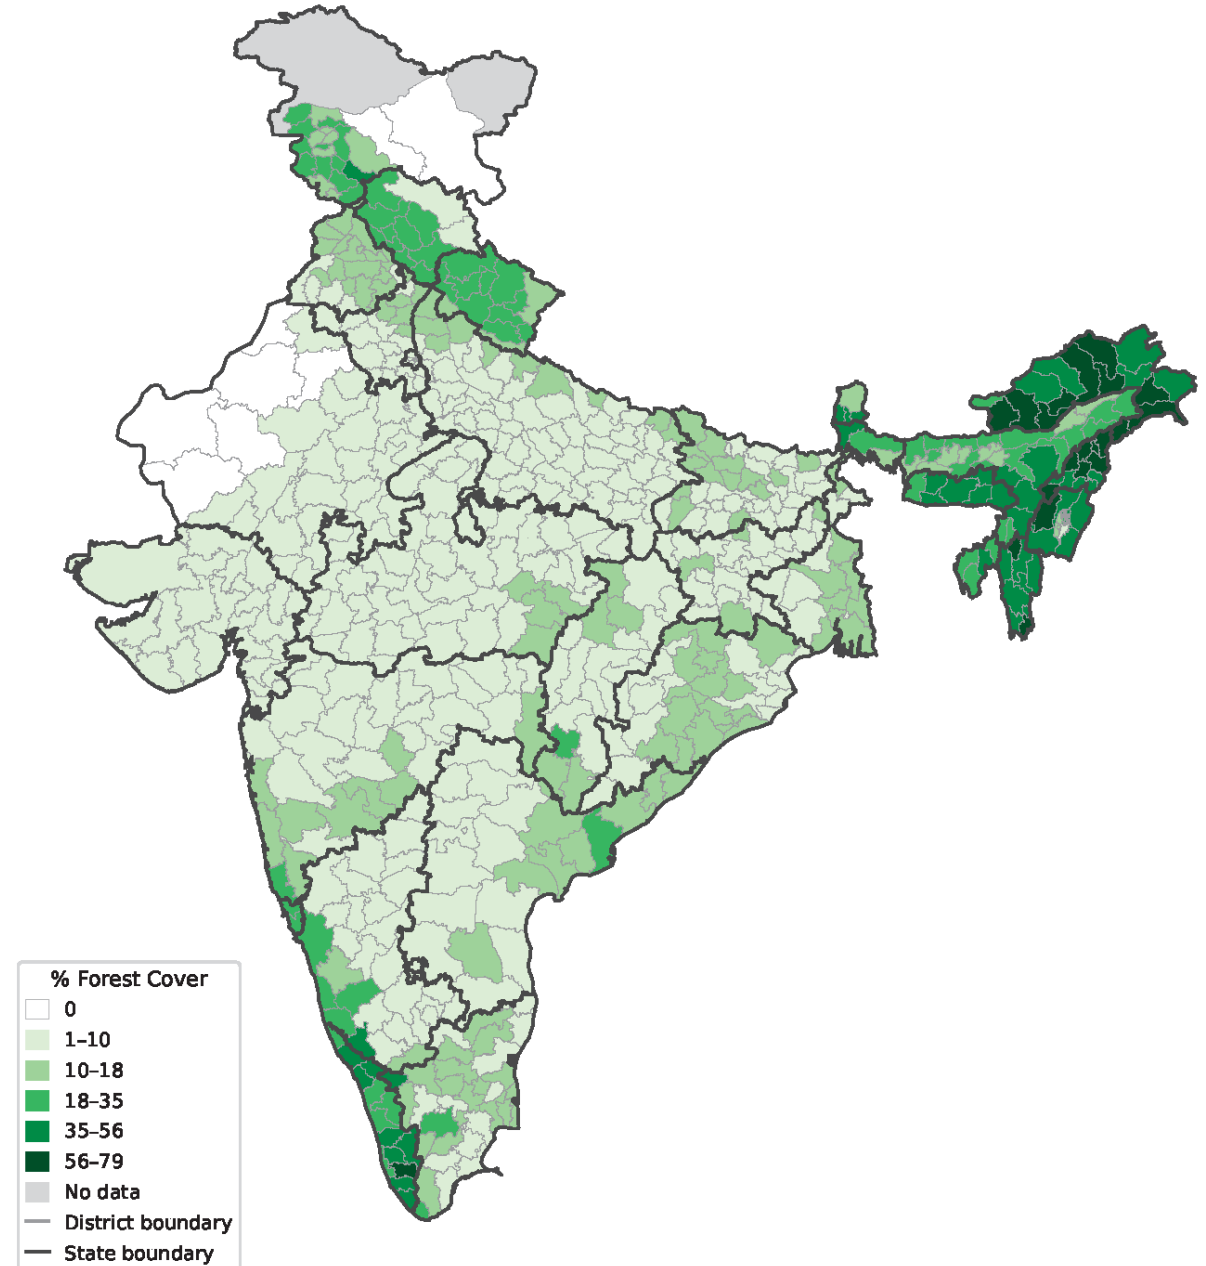 % Forest Cover
0
1–10
10–18
18–35
35–56
56–79
No data
District boundary
State boundary